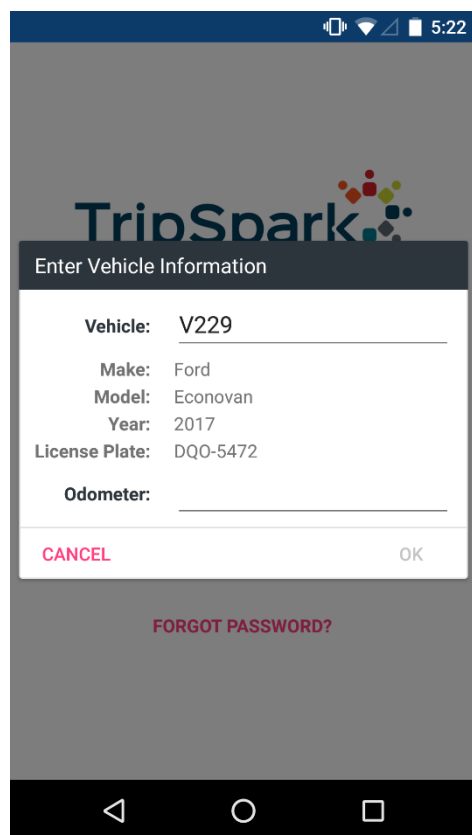 5:22
TripSpark
Enter Vehicle Information
Vehicle: V229
Make: Ford
Model: Econovan
Year: 2017
License Plate: DQO-5472
Odometer:
CANCEL OK
FORGOT PASSWORD?